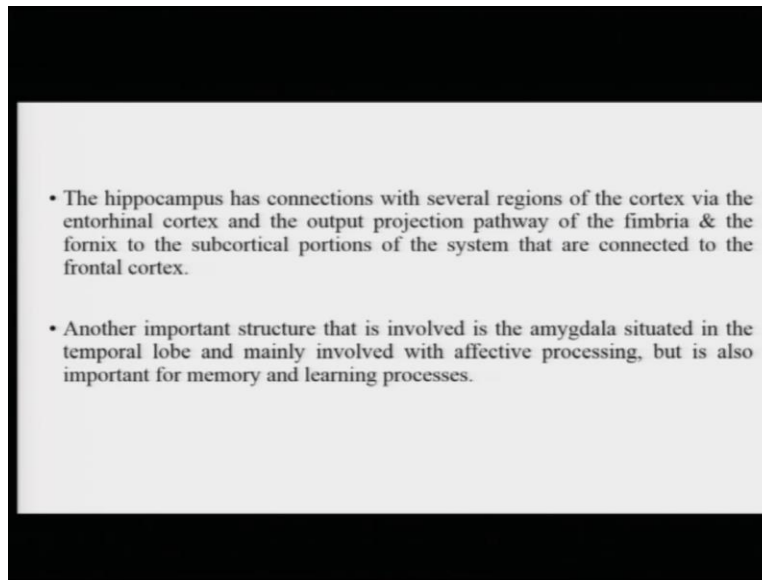 • The hippocampus has connections with several regions of the cortex via the
entorhinal cortex and the output projection pathway of the fimbria & the
fornix to the subcortical portions of the system that are connected to the
frontal cortex.
• Another important structure that is involved is the amygdala situated in the
temporal lobe and mainly involved with affective processing, but is also
important for memory and learning processes.